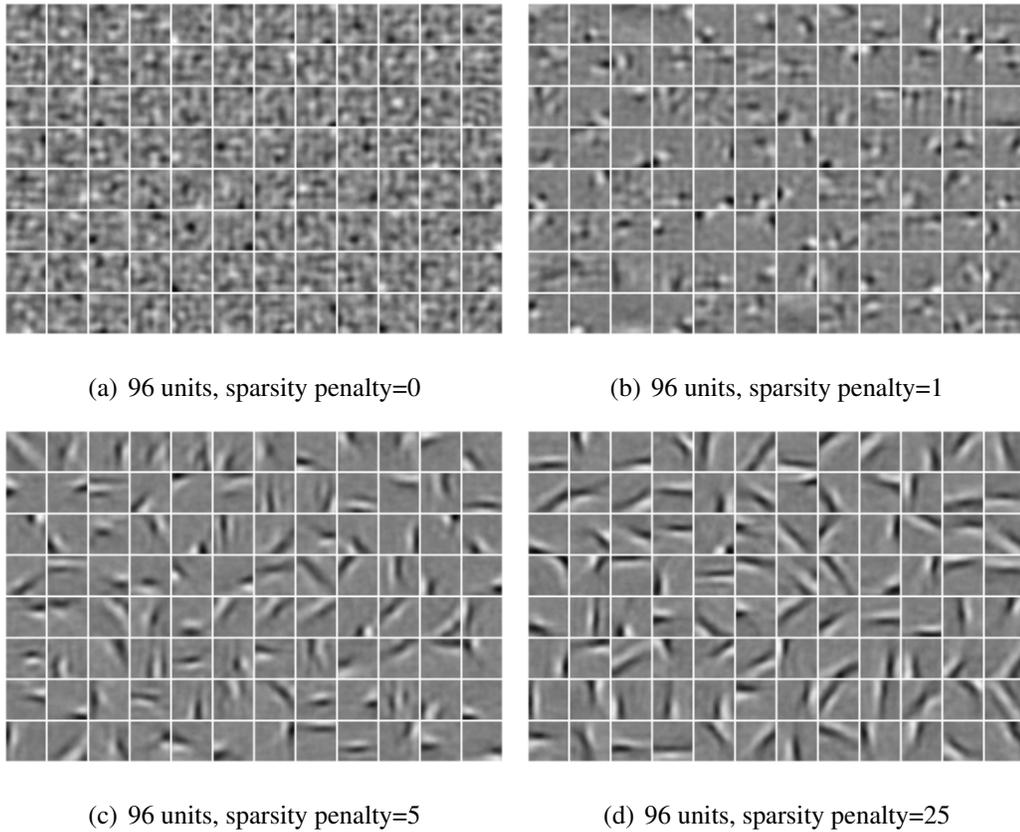 (a) 96 units, sparsity penalty=0
(b) 96 units, sparsity penalty=1
(c) 96 units, sparsity penalty=5
(d) 96 units, sparsity penalty=25